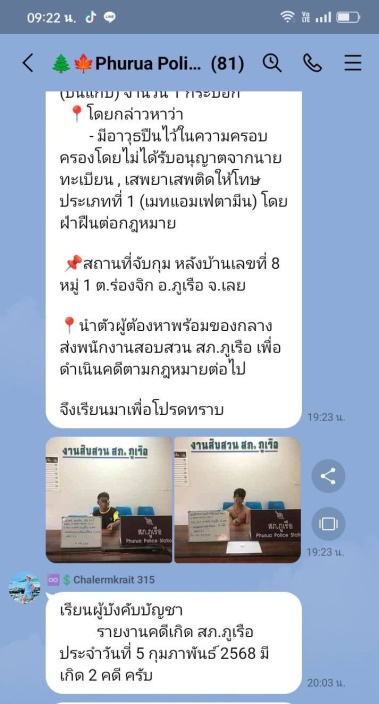 09:22 น.
Phurua Poli... (81)
(ปืนแก๊ป) จำนวน 1 กระบอก
📍โดยกล่าวหาว่า
- มีอาวุธปืนไว้ในความครอบ
ครองโดยไม่ได้รับอนุญาตจากนาย
ทะเบียน , เสพยาเสพติดให้โทษ
ประเภทที่ 1 (เมทแอมเฟตามีน) โดย
ฝ่าฝืนต่อกฎหมาย
📌สถานที่จับกุม หลังบ้านเลขที่ 8
หมู่ 1 ต.ร่องจิก อ.ภูเรือ จ.เลย
📍นำตัวผู้ต้องหาพร้อมของกลาง
ส่งพนักงานสอบสวน สภ.ภูเรือ เพื่อ
ดำเนินคดีตามกฎหมายต่อไป
จึงเรียนมาเพื่อโปรดทราบ
19:23 น.
งานสืบสวน สภ. ภูเรือ
สภ.ภูเรือ
Phurua Police Statio
งานสืบสวน สภ. ภูเรือ
สภ.ภูเรือ
Phurua Police Station
19:23 น.
Chalermkrait 315
เรียนผู้บังคับบัญชา
รายงานคดีเกิด สภ.ภูเรือ
ประจำวันที่ 5 กุมภาพันธ์ 2568 มี
เกิด 2 คดี ครับ
20:03 น.